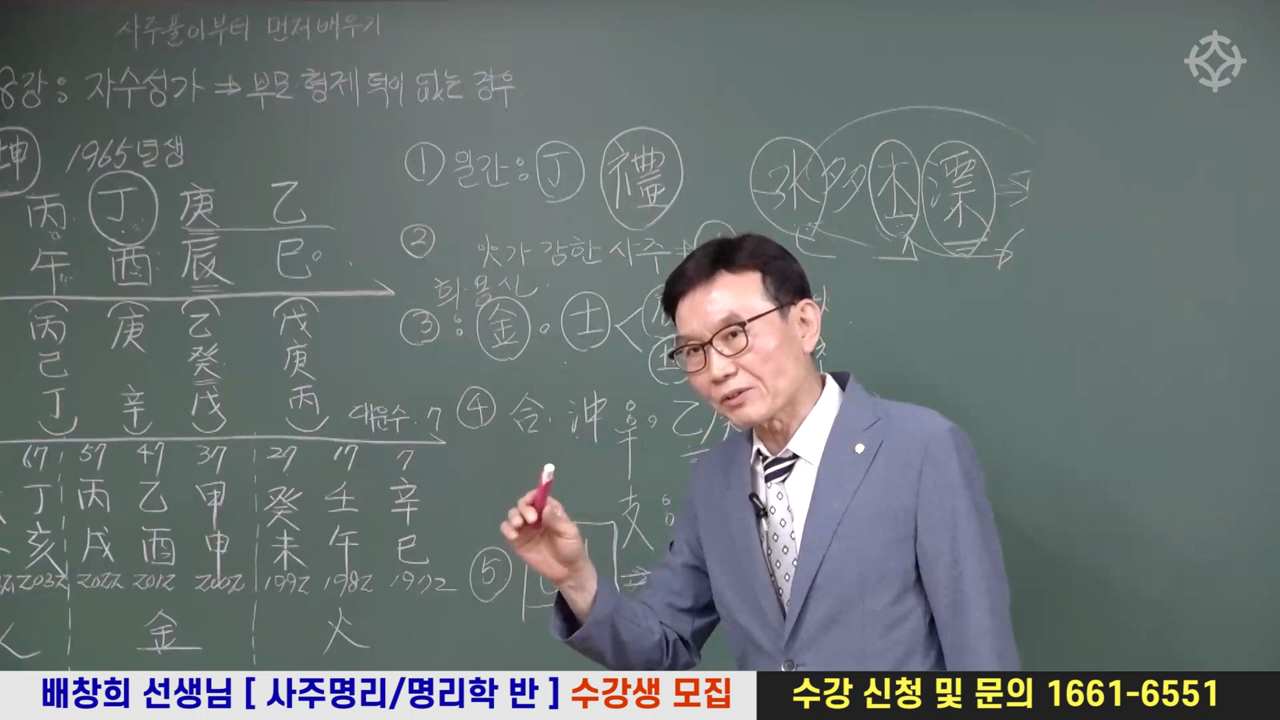 사주풀이부터 먼저 배우기
강: 자수성가 ⇒ 부모 형제 덕이 없는 경우
坤 1965년생
丙 丁 庚 乙
午 酉 辰 巳
丙 庚 乙 戊
己 癸 庚
丁 辛 戊 丙
대운수: 7
67 57 47 37 27 17 7
丁 丙 乙 甲 癸 壬 辛
亥 戌 酉 申 未 午 巳
2032 2022 2012 2002 1992 1982 1972
金 火
① 일간: 丁 禮
② 火가 강한 사주 ⇒
희용신
③ : 金. 土 <
④ 合. 沖 干: 乙/
支
⑤
水多木漂
배창희 선생님 [ 사주명리/명리학 반 ] 수강생 모집
수강 신청 및 문의 1661-6551